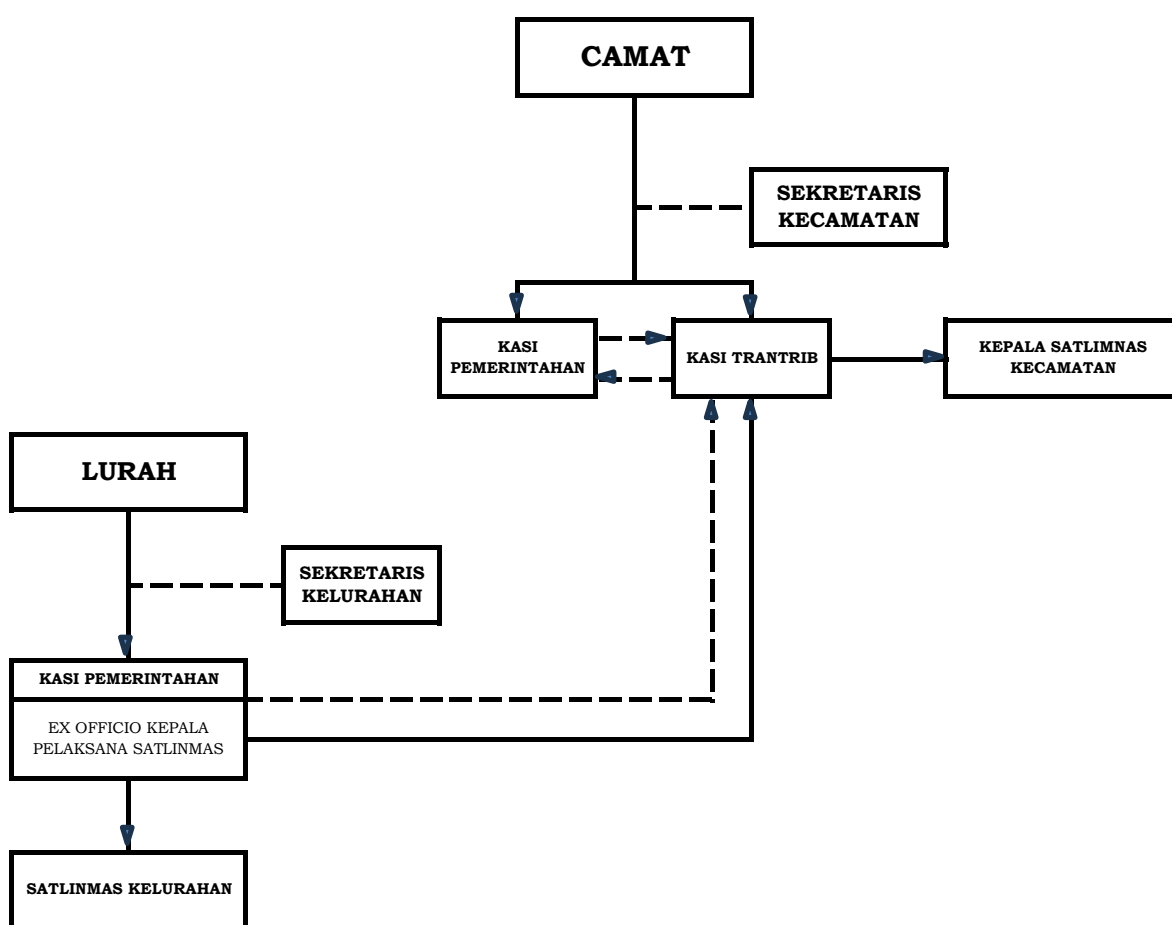 CAMAT
SEKRETARIS
KECAMATAN
KASI
PEMERINTAHAN
KASI TRANTRIB
KEPALA SATLIMNAS
KECAMATAN
LURAH
SEKRETARIS
KELURAHAN
KASI PEMERINTAHAN
EX OFFICIO KEPALA
PELAKSANA SATLINMAS
SATLINMAS KELURAHAN